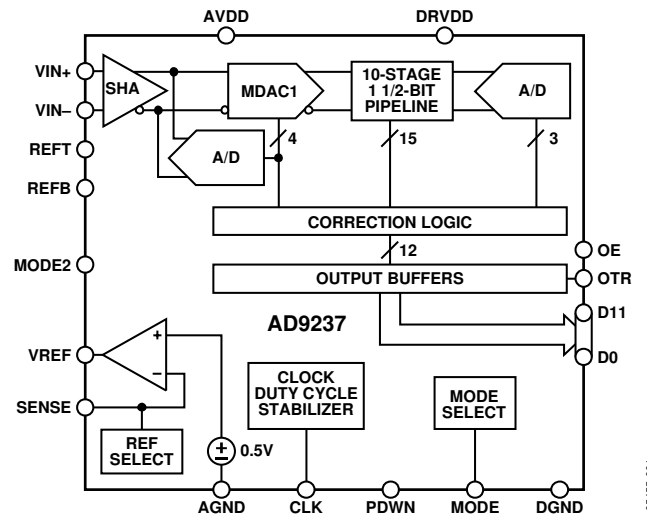 AVDD
DRVDD
VIN+
VIN–
REFT
REFB
MODE2
VREF
SENSE
SHA
MDAC1
10-STAGE
1 1/2-BIT
PIPELINE
A/D
A/D
4
15
3
CORRECTION LOGIC
12
OUTPUT BUFFERS
OE
OTR
D11
D0
AD9237
+
–
CLOCK
DUTY CYCLE
STABILIZER
MODE
SELECT
REF
SELECT
0.5V
AGND
CLK
PDWN
MODE
DGND